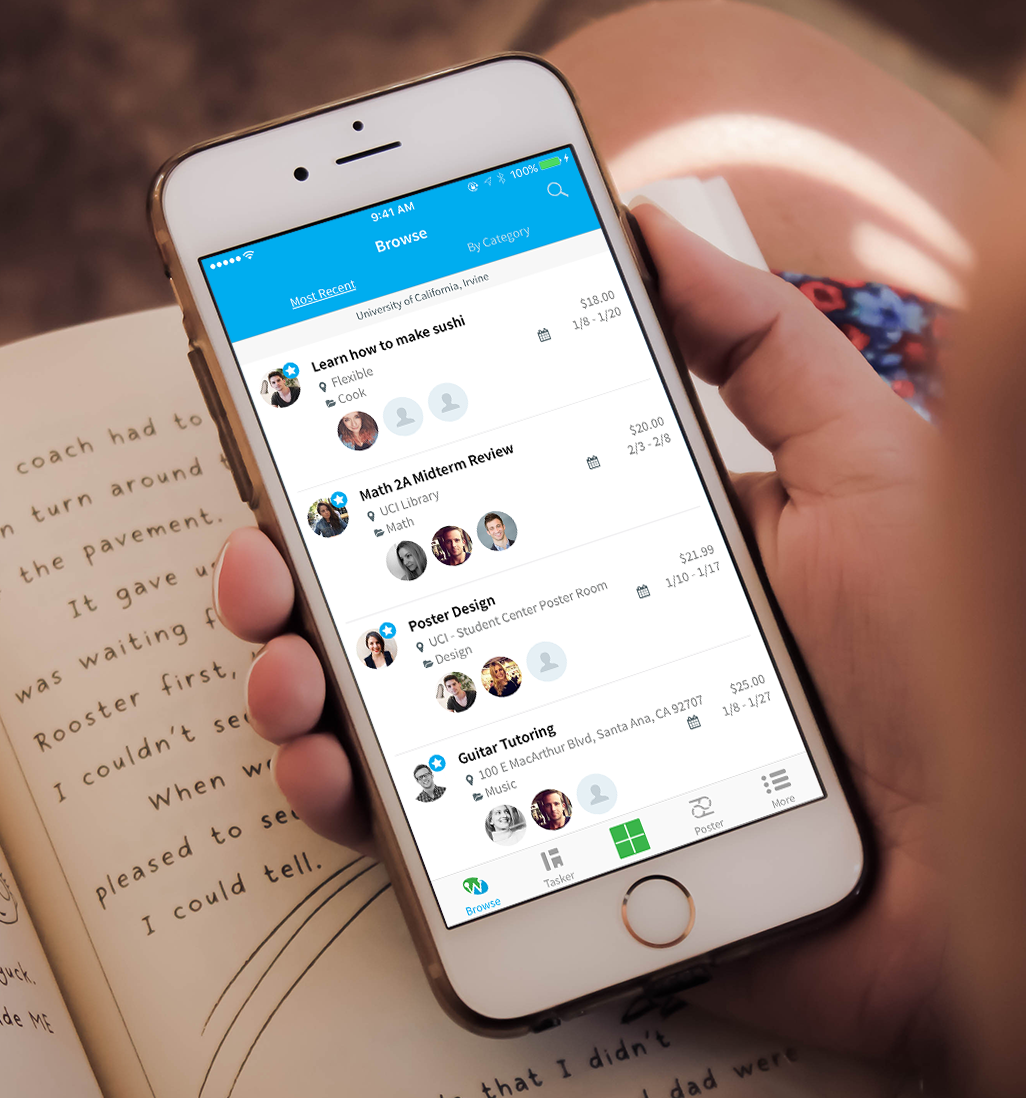 9:41 AM
100%
Browse
Most Recent
By Category
University of California, Irvine
Learn how to make sushi
$18.00
Flexible
1/8 - 1/20
Cook
Math 2A Midterm Review
$20.00
UCI Library
2/3 - 2/8
Math
Poster Design
$21.99
UCI - Student Center Poster Room
1/10 - 1/17
Design
Guitar Tutoring
$25.00
100 E MacArthur Blvd, Santa Ana, CA 92707
1/8 - 1/27
Music
Browse
Tasker
Poster
More
coach had to
turn around
the pavement.
It gave
was waiting
Rooster first,
I couldn't
When
pleased to
I could tell.
ME
that I didn't
dad were